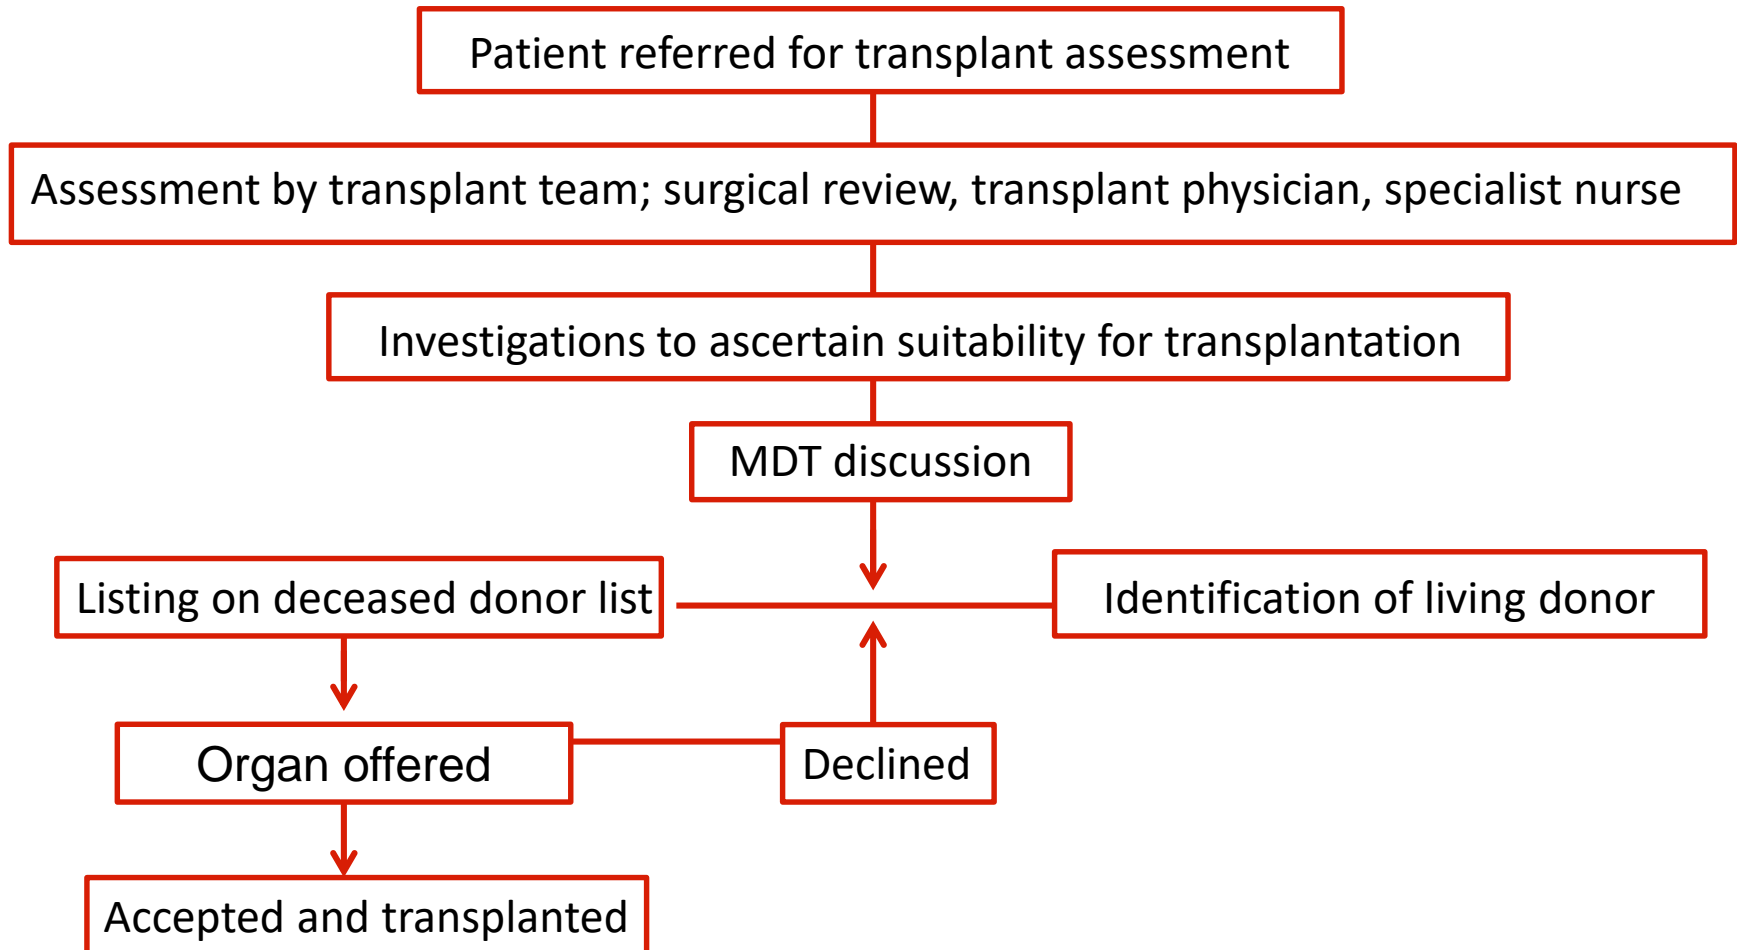 Patient referred for transplant assessment
Assessment by transplant team; surgical review, transplant physician, specialist nurse
Investigations to ascertain suitability for transplantation
MDT discussion
Listing on deceased donor list
Identification of living donor
Organ offered
Declined
Accepted and transplanted